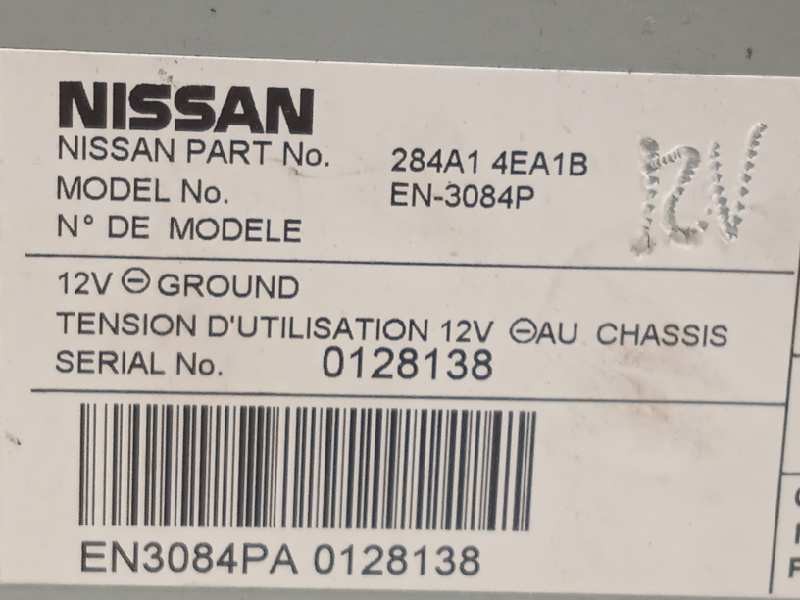 NISSAN
NISSAN PART No. 284A1 4EA1B
MODEL No. EN-3084P
N° DE MODELE
12V
12V ⊖ GROUND
TENSION D'UTILISATION 12V ⊖AU CHASSIS
SERIAL No. 0128138
EN3084PA 0128138